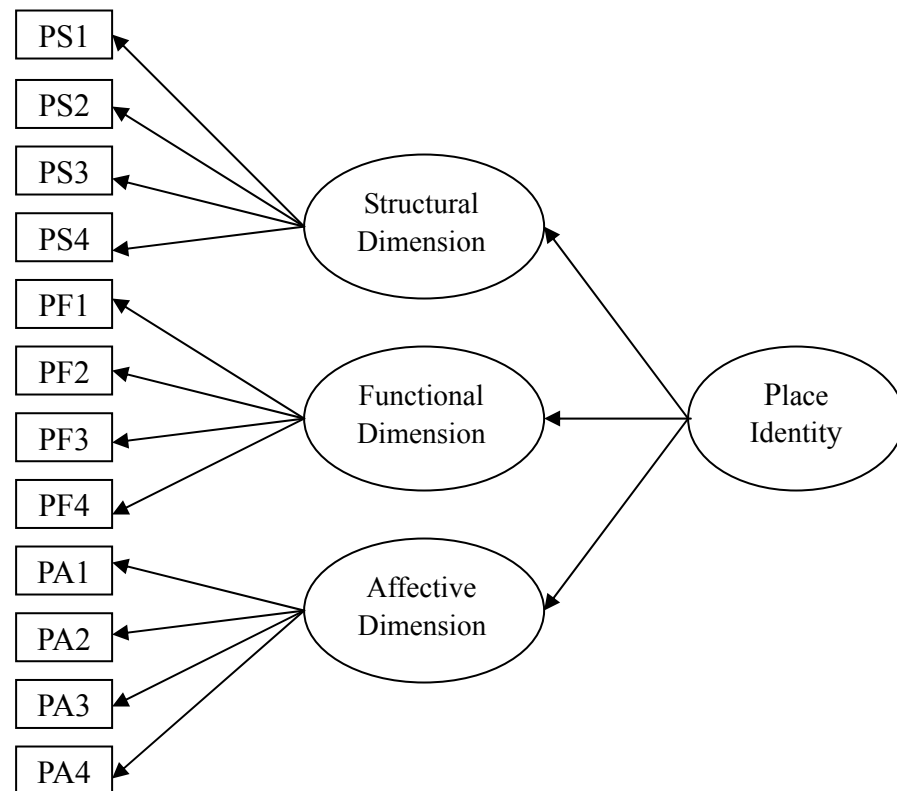 PS1
PS2
PS3
PS4
PF1
PF2
PF3
PF4
PA1
PA2
PA3
PA4
Structural
Dimension
Functional
Dimension
Affective
Dimension
Place
Identity